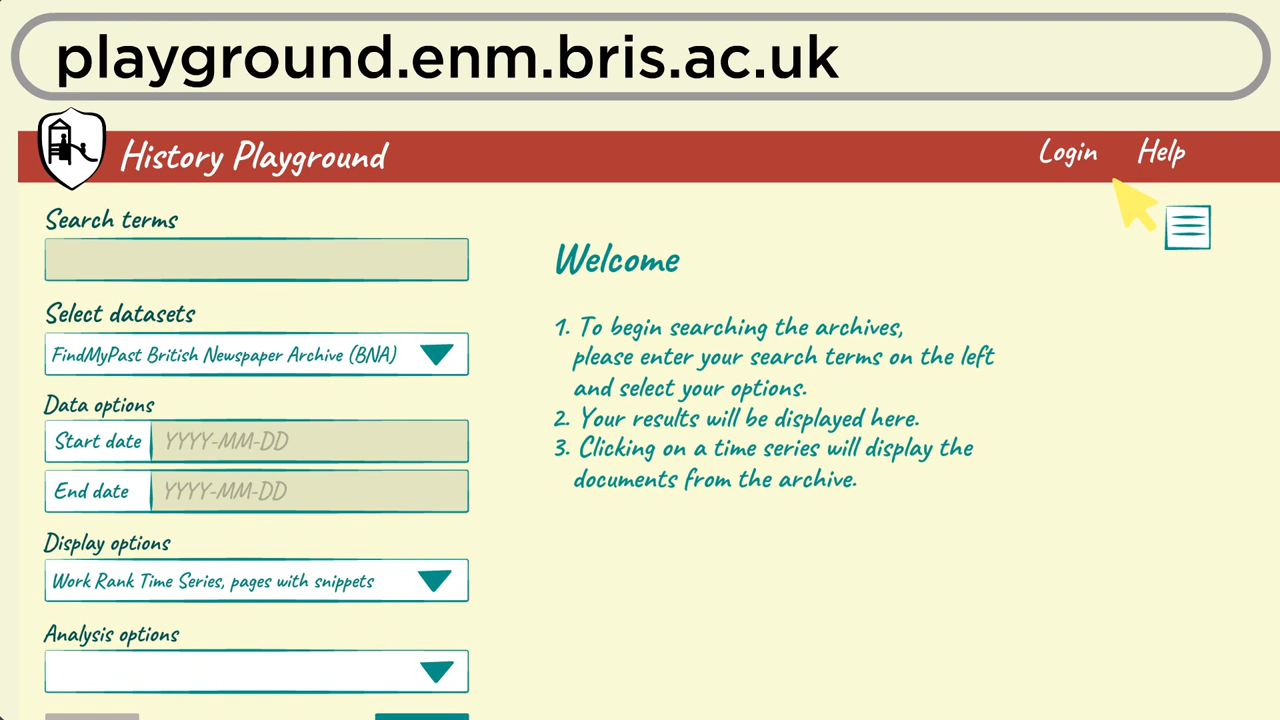 playground.enm.bris.ac.uk
History Playground
Login
Help
Search terms
Select datasets
FindMyPast British Newspaper Archive (BNA)
Data options
Start date YYYY-MM-DD
End date YYYY-MM-DD
Display options
Work Rank Time Series, pages with snippets
Analysis options
Welcome
1. To begin searching the archives,
please enter your search terms on the left
and select your options.
2. Your results will be displayed here.
3. Clicking on a time series will display the
documents from the archive.